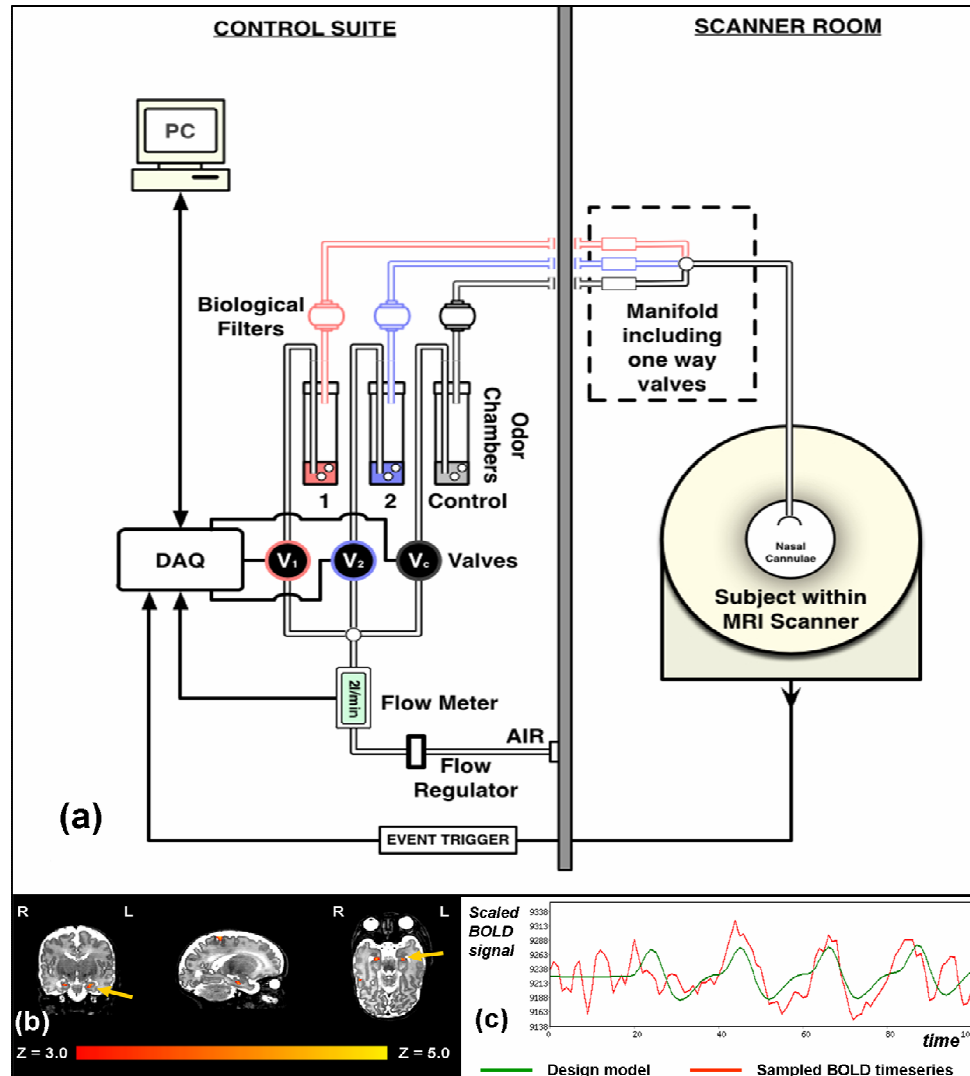 CONTROL SUITE
SCANNER ROOM
PC
Biological
Filters
Odor
Chambers
1
2
Control
Manifold
including
one way
valves
DAQ
V1
V2
Vc
Valves
Nasal
Cannulae
Subject within
MRI Scanner
2l/min
Flow Meter
AIR
Flow
Regulator
(a)
EVENT TRIGGER
R
L
R
L
(b)
Z = 3.0
Z = 5.0
Scaled
BOLD
signal
9338
9313
9288
9263
9238
9213
9188
9163
9138
0
20
40
60
80
10
(c)
time
Design model
Sampled BOLD timeseries